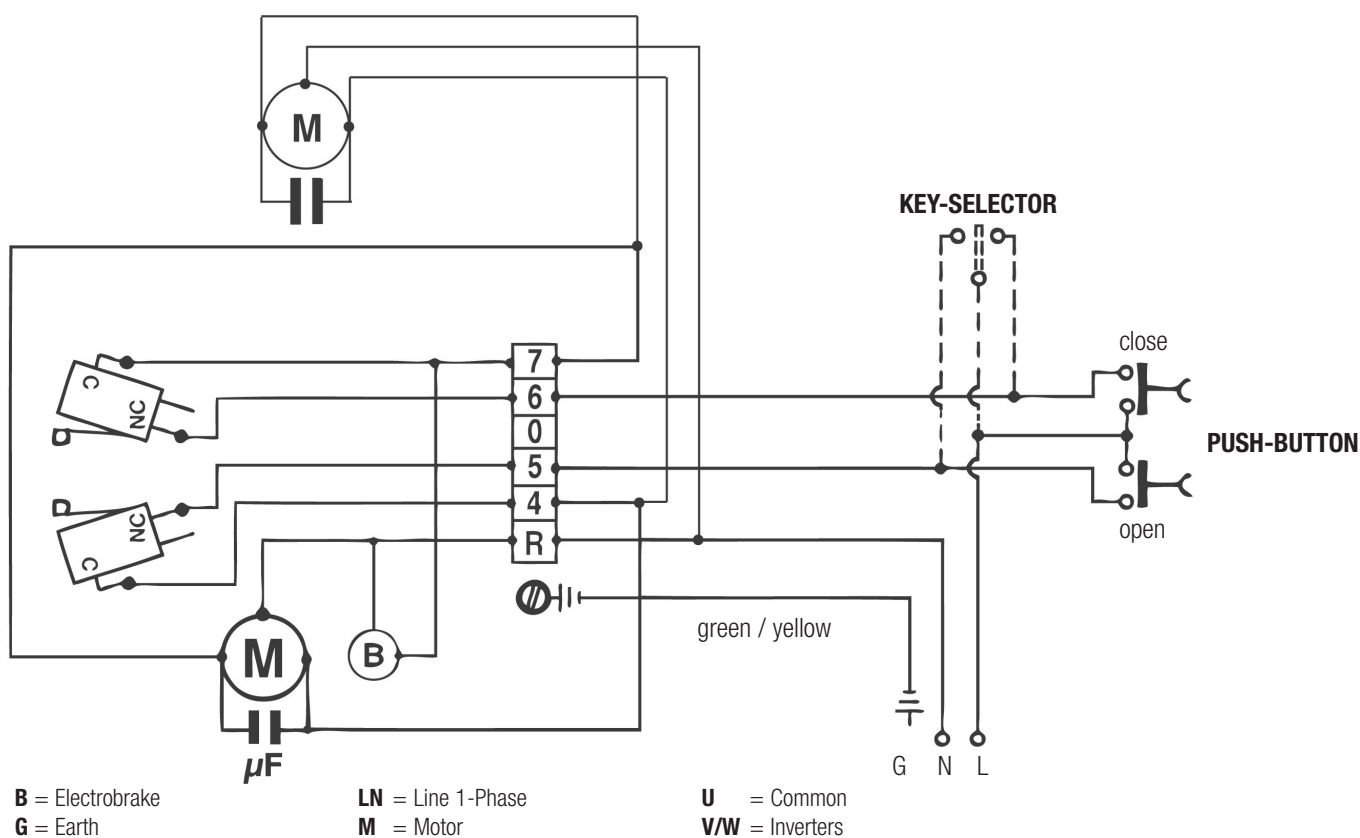 M
KEY-SELECTOR
close
7
C
6
NC
0
PUSH-BUTTON
5
NC
4
open
C
R
green / yellow
M
B
µF
G N L
B = Electrobrake LN = Line 1-Phase U = Common
G = Earth M = Motor V/W = Inverters